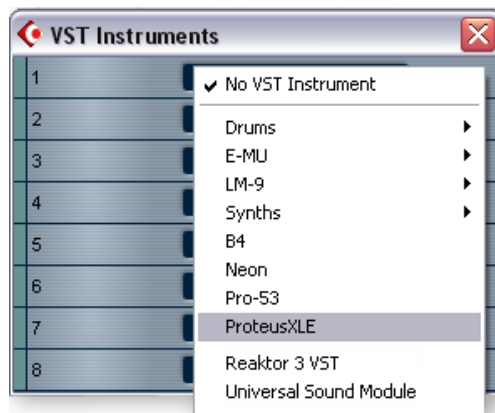 VST Instruments
1
No VST Instrument
2
Drums
3
E-MU
LM-9
4
Synths
5
B4
Neon
6
Pro-53
7
ProteusXLE
8
Reaktor 3 VST
Universal Sound Module